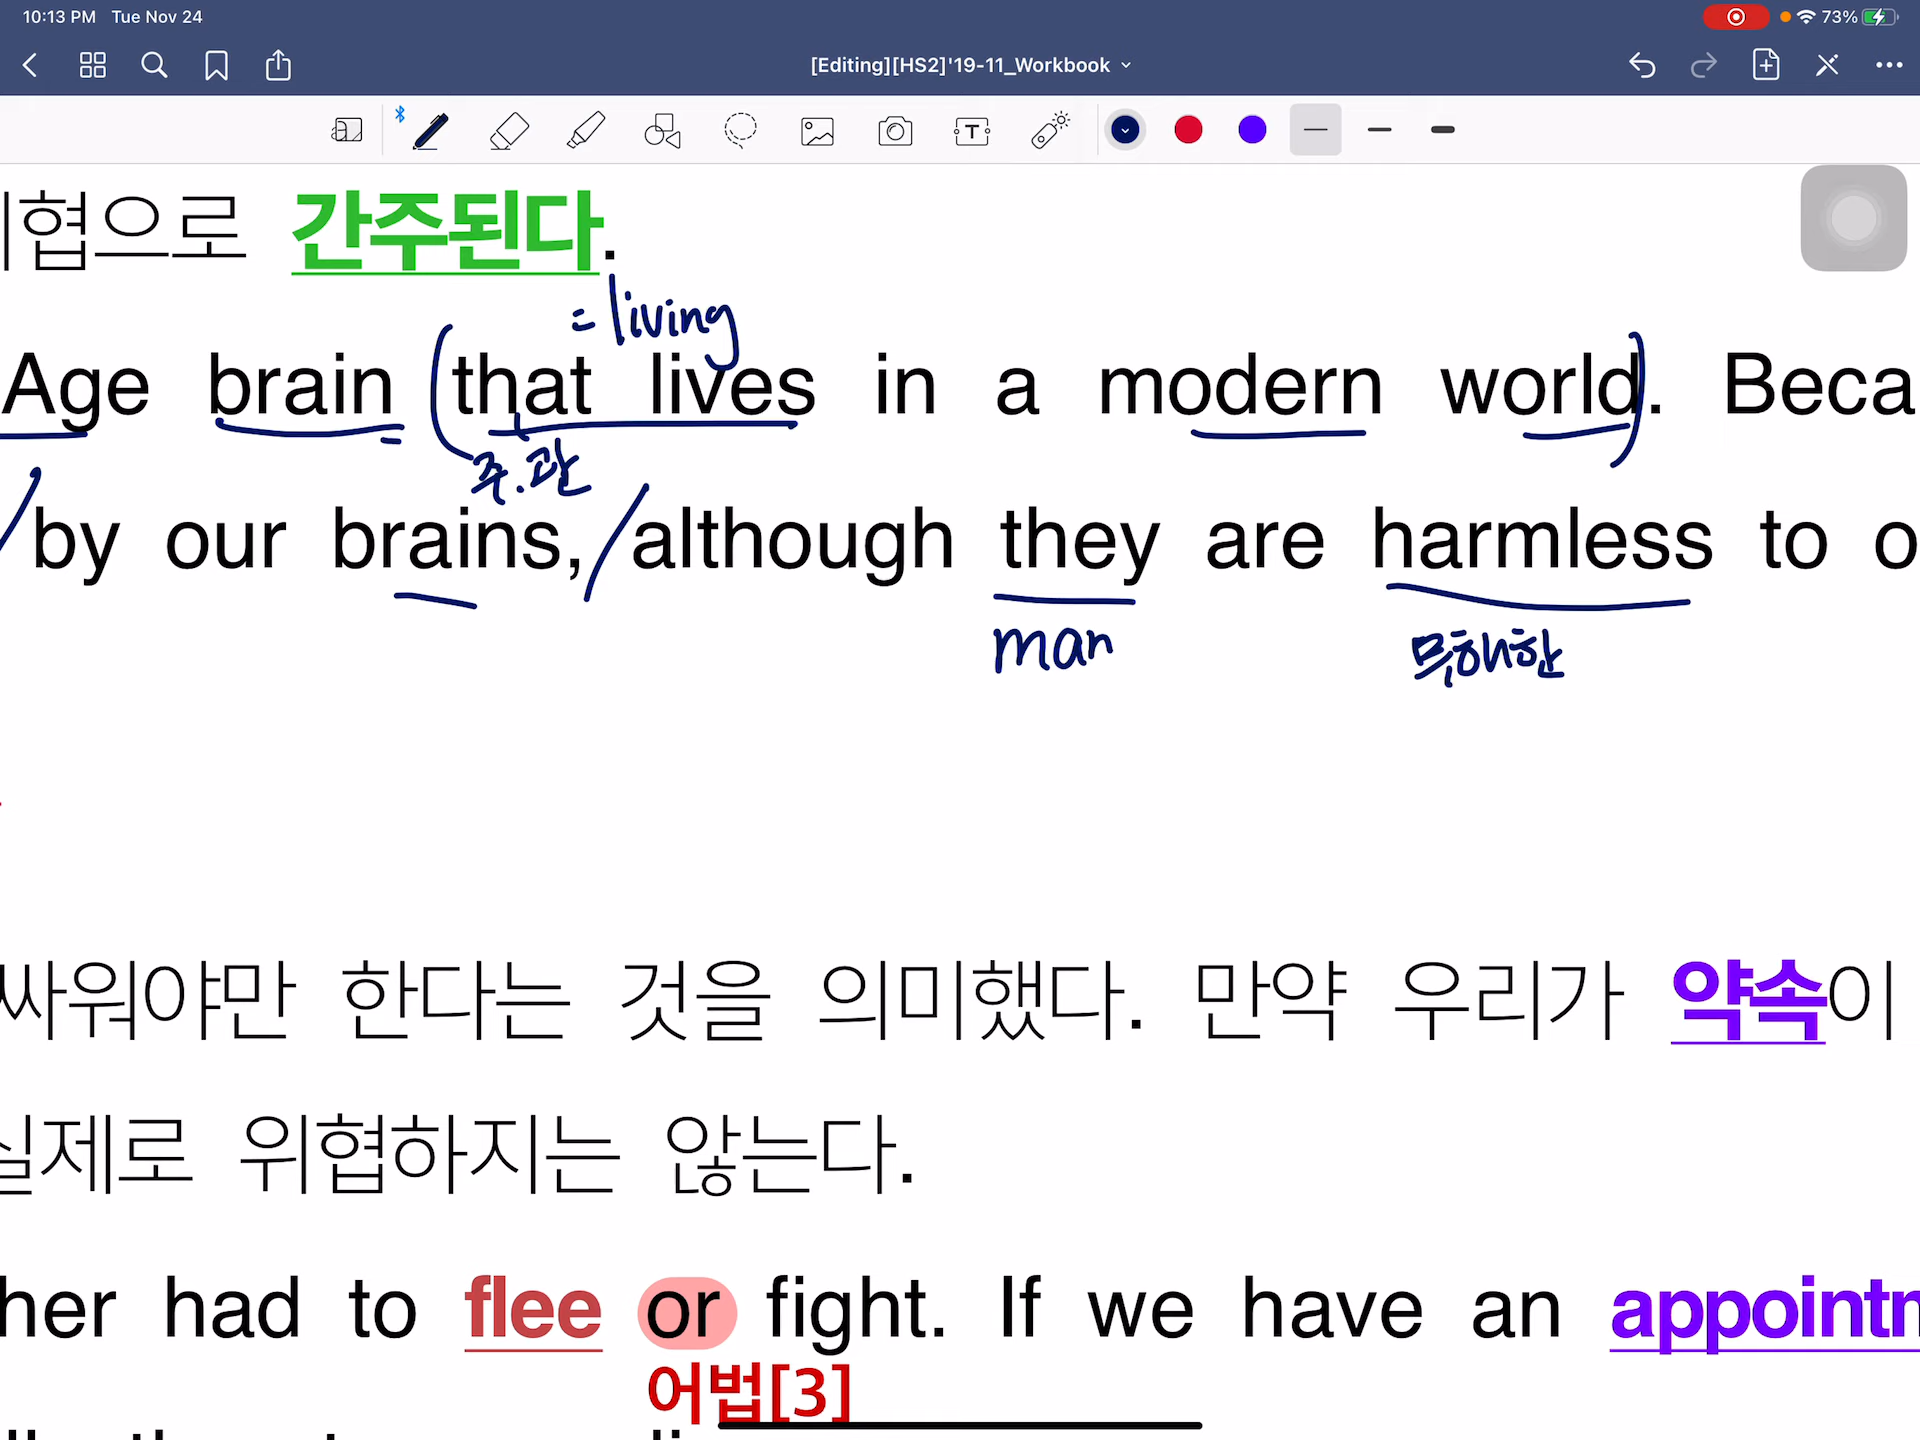 10:13 PM Tue Nov 24
73%
[Editing][HS2]'19-11_Workbook
협으로 간주된다.
= living
Age brain (that lives in a modern world). Beca
주.관
/by our brains, / although they are harmless to o
man
무해한
싸워야만 한다는 것을 의미했다. 만약 우리가 약속이
실제로 위협하지는 않는다.
her had to flee or fight. If we have an appointm
어법[3]